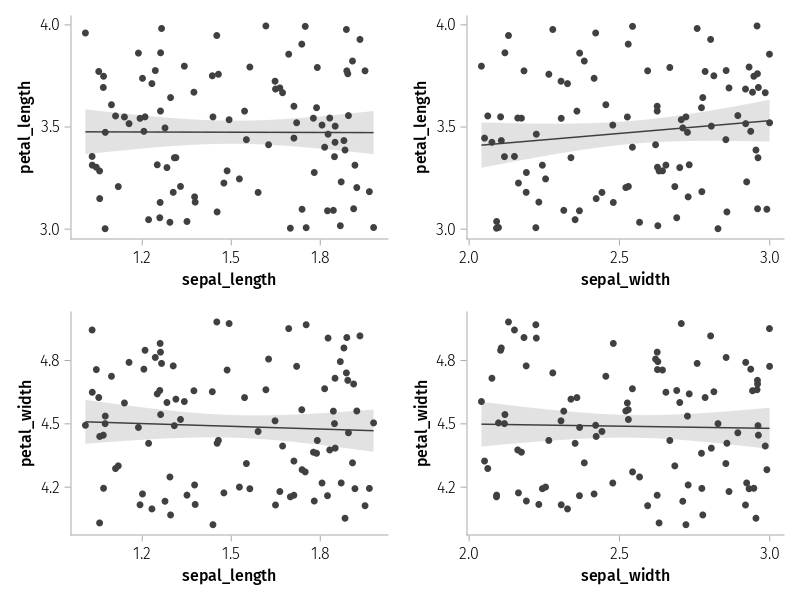 4.0
3.5
3.0
petal_length
1.2 1.5 1.8
sepal_length
4.0
3.5
3.0
petal_length
2.0 2.5 3.0
sepal_width
4.8
4.5
4.2
petal_width
1.2 1.5 1.8
sepal_length
4.8
4.5
4.2
petal_width
2.0 2.5 3.0
sepal_width